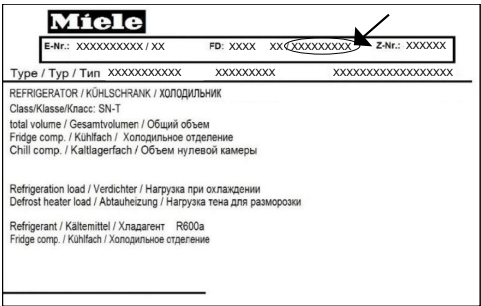 Miele
E-Nr.: XXXXXXXXXX / XX FD: XXXX XX XXXXXXXXX Z-Nr.: XXXXXX
Type / Typ / Тип XXXXXXXXXXX XXXXXXXXX XXXXXXXXXXXXXXXXXX
REFRIGERATOR / KÜHLSCHRANK / ХОЛОДИЛЬНИК
Class/Klasse/Класс: SN-T
total volume / Gesamtvolumen / Общий объем
Fridge comp. / Kühlfach / Холодильное отделение
Chill comp. / Kaltlagerfach / Объем нулевой камеры
Refrigeration load / Verdichter / Нагрузка при охлаждении
Defrost heater load / Abtauheizung / Нагрузка тена для разморозки
Refrigerant / Kältemittel / Хладагент R600a
Fridge comp. / Kühlfach / Холодильное отделение